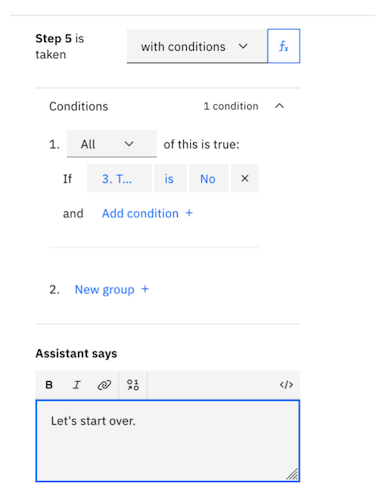 Step 5 is
taken
with conditions
fx
Conditions
1 condition
1. All of this is true:
If 3. T... is No ×
and Add condition +
2. New group +
Assistant says
B I </>
Let's start over.